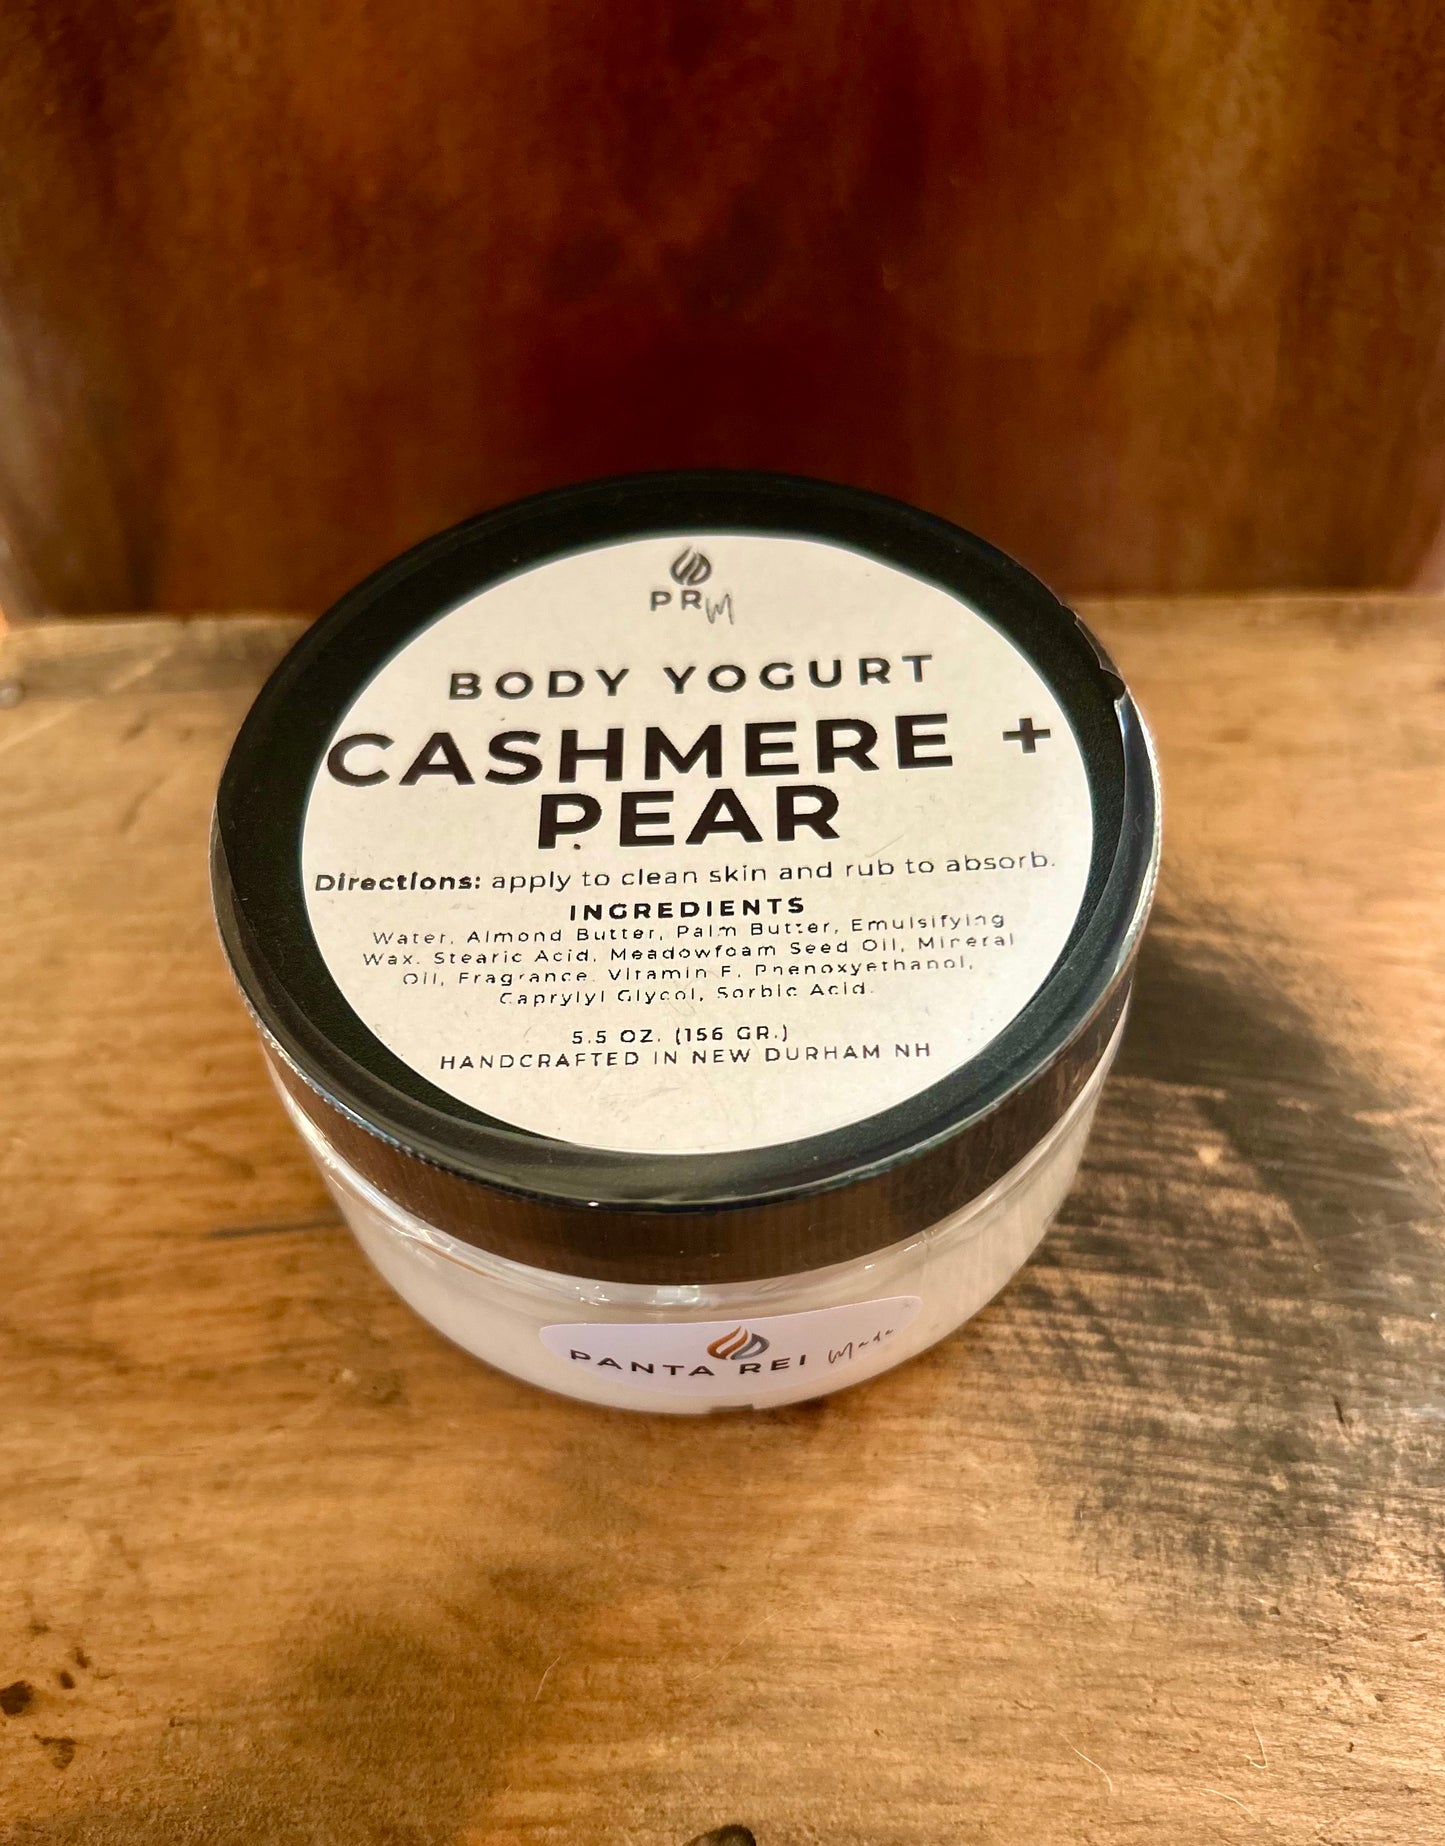 PRM
BODY YOGURT
CASHMERE +
PEAR
Directions: apply to clean skin and rub to absorb.
INGREDIENTS
Water, Almond Butter, Palm Butter, Emulsifying
Wax, Stearic Acid, Meadowfoam Seed Oil, Mineral
Oil, Fragrance, Vitamin E, Phenoxyethanol,
Caprylyl Glycol, Sorbic Acid.
5.5 OZ. (156 GR.)
HANDCRAFTED IN NEW DURHAM NH
PANTA REI Made